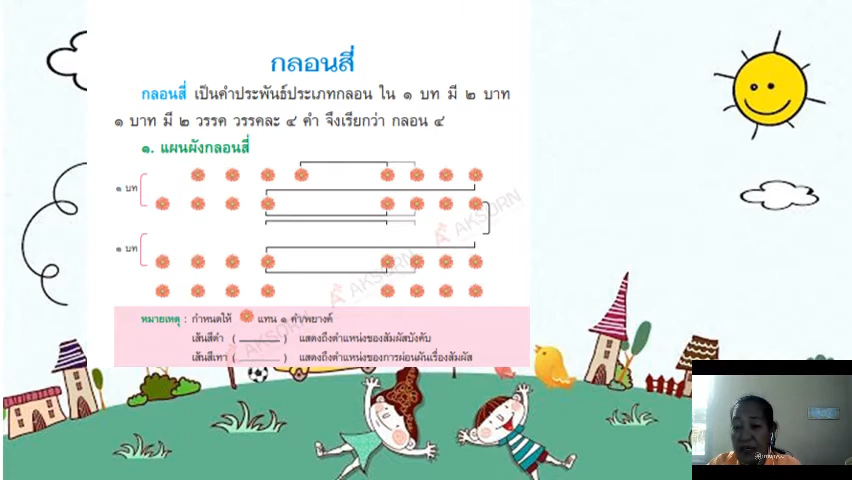 กลอนสี่
กลอนสี่ เป็นคำประพันธ์ประเภทกลอน ใน ๑ บท มี ๒ บาท
๑ บาท มี ๒ วรรค วรรคละ ๔ คำ จึงเรียกว่า กลอน ๔
๑. แผนผังกลอนสี่
๑ บท
๑ บท
AKSORN
AKSORN
AKSORN
หมายเหตุ : กำหนดให้ แทน ๑ คำ/พยางค์
เส้นสีดำ ( ) แสดงถึงตำแหน่งของสัมผัสบังคับ
เส้นสีเทา ( ) แสดงถึงตำแหน่งของการผ่อนผันเรื่องสัมผัส